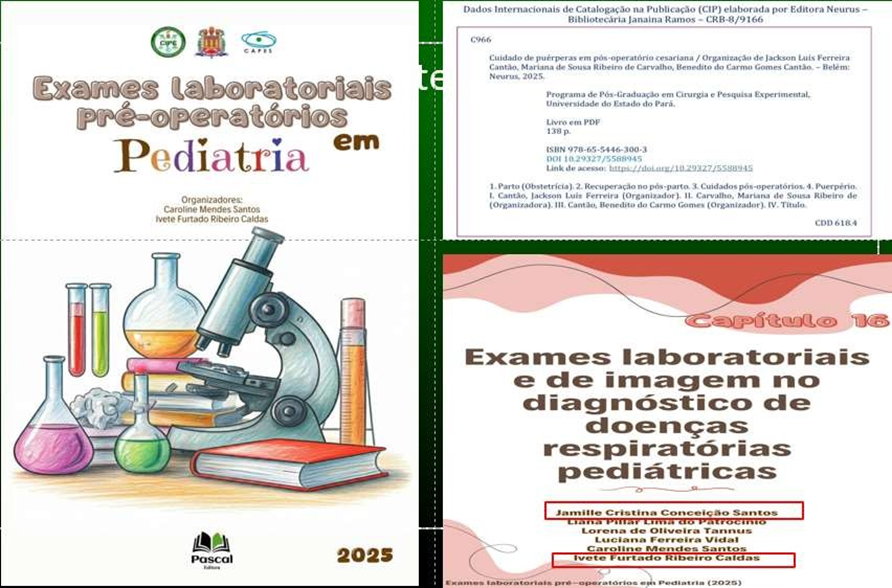 CIPE
CAPES
Exames laboratoriais
pré-operatórios
em
Pediatria
Organizadores:
Caroline Mendes Santos
Ivete Furtado Ribeiro Caldas
Pascal
Editora
2025
te
Dados Internacionais de Catalogação na Publicação (CIP) elaborada por Editora Neurus –
Bibliotecária Janaina Ramos – CRB-8/9166
C966
Cuidado de puérperas em pós-operatório cesariana / Organização de Jackson Luís Ferreira
Cantão, Mariana de Sousa Ribeiro de Carvalho, Benedito do Carmo Gomes Cantão. – Belém:
Neurus, 2025.
Programa de Pós-Graduação em Cirurgia e Pesquisa Experimental,
Universidade do Estado do Pará.
Livro em PDF
138 p.
ISBN 978-65-5446-300-3
DOI 10.29327/5588945
Link de acesso: https://doi.org/10.29327/5588945
1. Parto (Obstetrícia). 2. Recuperação no pós-parto. 3. Cuidados pós-operatórios. 4. Puerpério.
I. Cantão, Jackson Luís Ferreira (Organizador). II. Carvalho, Mariana de Sousa Ribeiro de
(Organizadora). III. Cantão, Benedito do Carmo Gomes (Organizador). IV. Título.
CDD 618.4
Capítulo 16
Exames laboratoriais
e de imagem no
diagnóstico de
doenças
respiratórias
pediátricas
Jamille Cristina Conceição Santos
Liana Pillar Lima do Patrocinio
Lorena de Oliveira Tannus
Luciana Ferreira Vidal
Caroline Mendes Santos
Ivete Furtado Ribeiro Caldas
Exames laboratoriais pré-operatórios em Pediatria (2025)